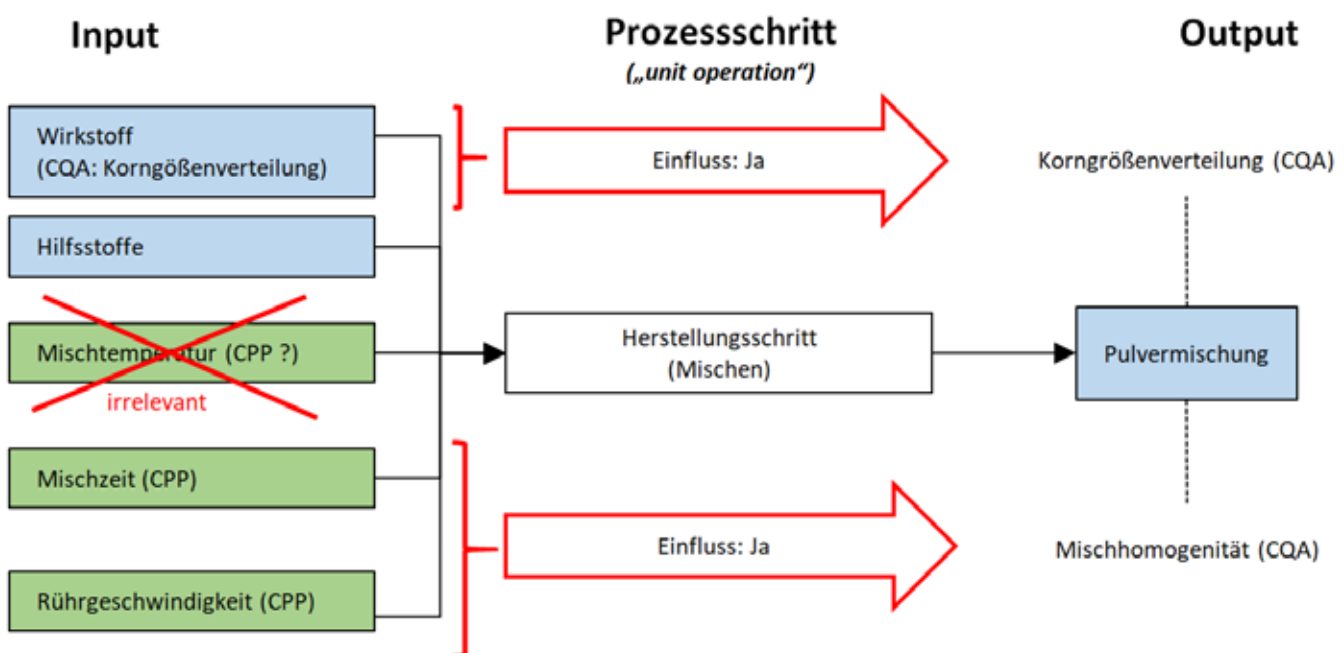 Input
Prozessschritt
Output
(„unit operation“)
Wirkstoff
(CQA: Korngößenverteilung)
Einfluss: Ja
Korngrößenverteilung (CQA)
Hilfsstoffe
Mischtemperatur (CPP ?)
irrelevant
Herstellungsschritt
(Mischen)
Pulvermischung
Mischzeit (CPP)
Einfluss: Ja
Mischhomogenität (CQA)
Rührgeschwindigkeit (CPP)